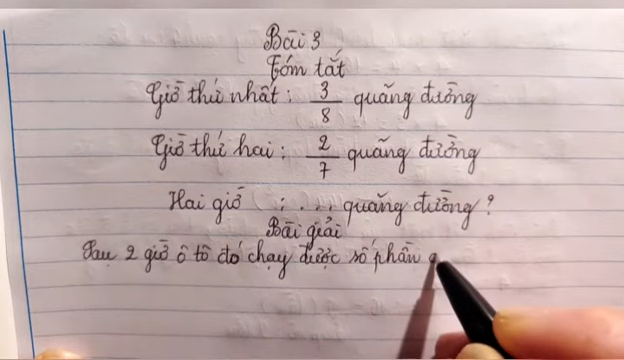 Bài 3
Tóm tắt
Giờ thứ nhất : 3/8 quãng đường
Giờ thứ hai : 2/7 quãng đường
Hai giờ : ... quãng đường ?
Bài giải
Sau 2 giờ ô tô đó chạy được số phần